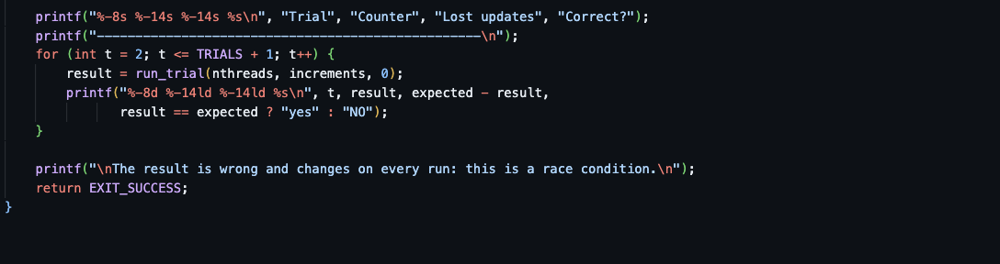 printf("%-8s %-14s %-14s %s\n", "Trial", "Counter", "Lost updates", "Correct?");
printf("--------------------------------------------------\n");
for (int t = 2; t <= TRIALS + 1; t++) {
result = run_trial(nthreads, increments, 0);
printf("%-8d %-14ld %-14ld %s\n", t, result, expected - result,
result == expected ? "yes" : "NO");
}
printf("\nThe result is wrong and changes on every run: this is a race condition.\n");
return EXIT_SUCCESS;
}